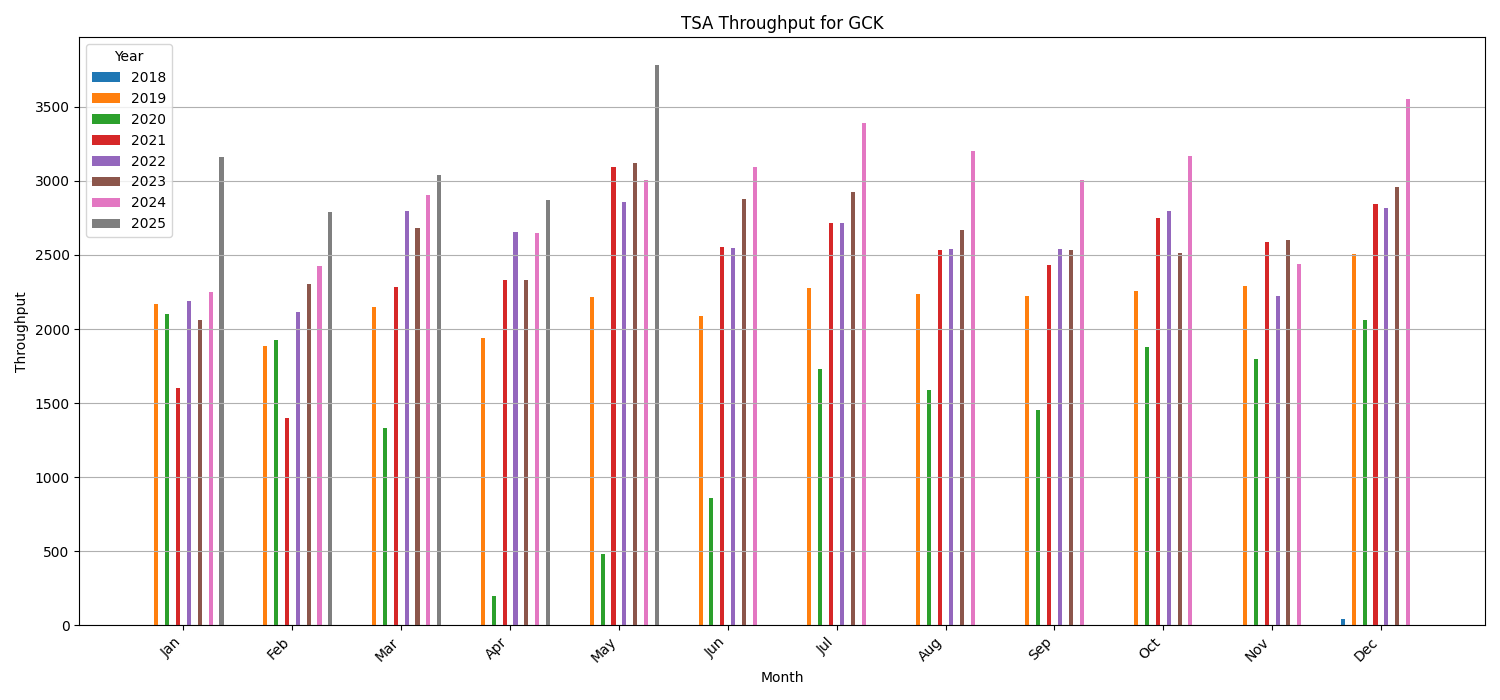 TSA Throughput for GCK
Year
2018
2019
2020
2021
2022
2023
2024
2025
Throughput
3500
3000
2500
2000
1500
1000
500
0
Jan
Feb
Mar
Apr
May
Jun
Jul
Aug
Sep
Oct
Nov
Dec
Month